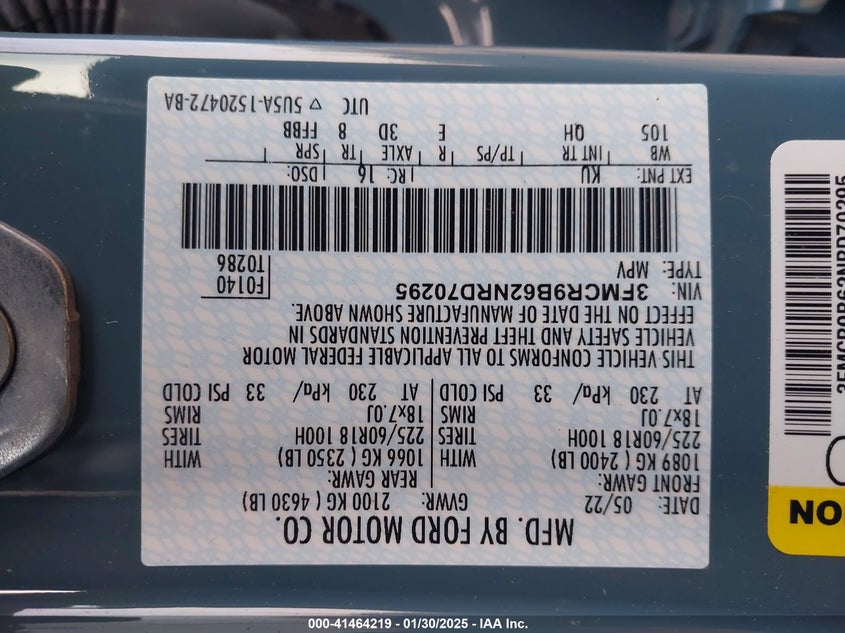 MFD. BY FORD MOTOR CO.
DATE: 05/22 GVWR: 2100 KG ( 4630 LB)
FRONT GAWR: REAR GAWR:
1089 KG ( 2400 LB) WITH 1066 KG ( 2350 LB) WITH
225/60R18 100H TIRES 225/60R18 100H TIRES
18x7.0J RIMS 18x7.0J RIMS
AT 230 kPa/ 33 PSI COLD AT 230 kPa/ 33 PSI COLD
THIS VEHICLE CONFORMS TO ALL APPLICABLE FEDERAL MOTOR
VEHICLE SAFETY AND THEFT PREVENTION STANDARDS IN
EFFECT ON THE DATE OF MANUFACTURE SHOWN ABOVE.
VIN: 3FMCR9B62NRD70295 F0140
TYPE: MPV T0286
EXT PNT: KU RC: 16 DSO:
WB INT TR TP/PS R AXLE TR SPR
105 QH E 3D 8 FFBB
UTC ▽ 5U5A-1520472-BA
3FMCR9B62NRD70295
NO
000-41464219 - 01/30/2025 - IAA Inc.